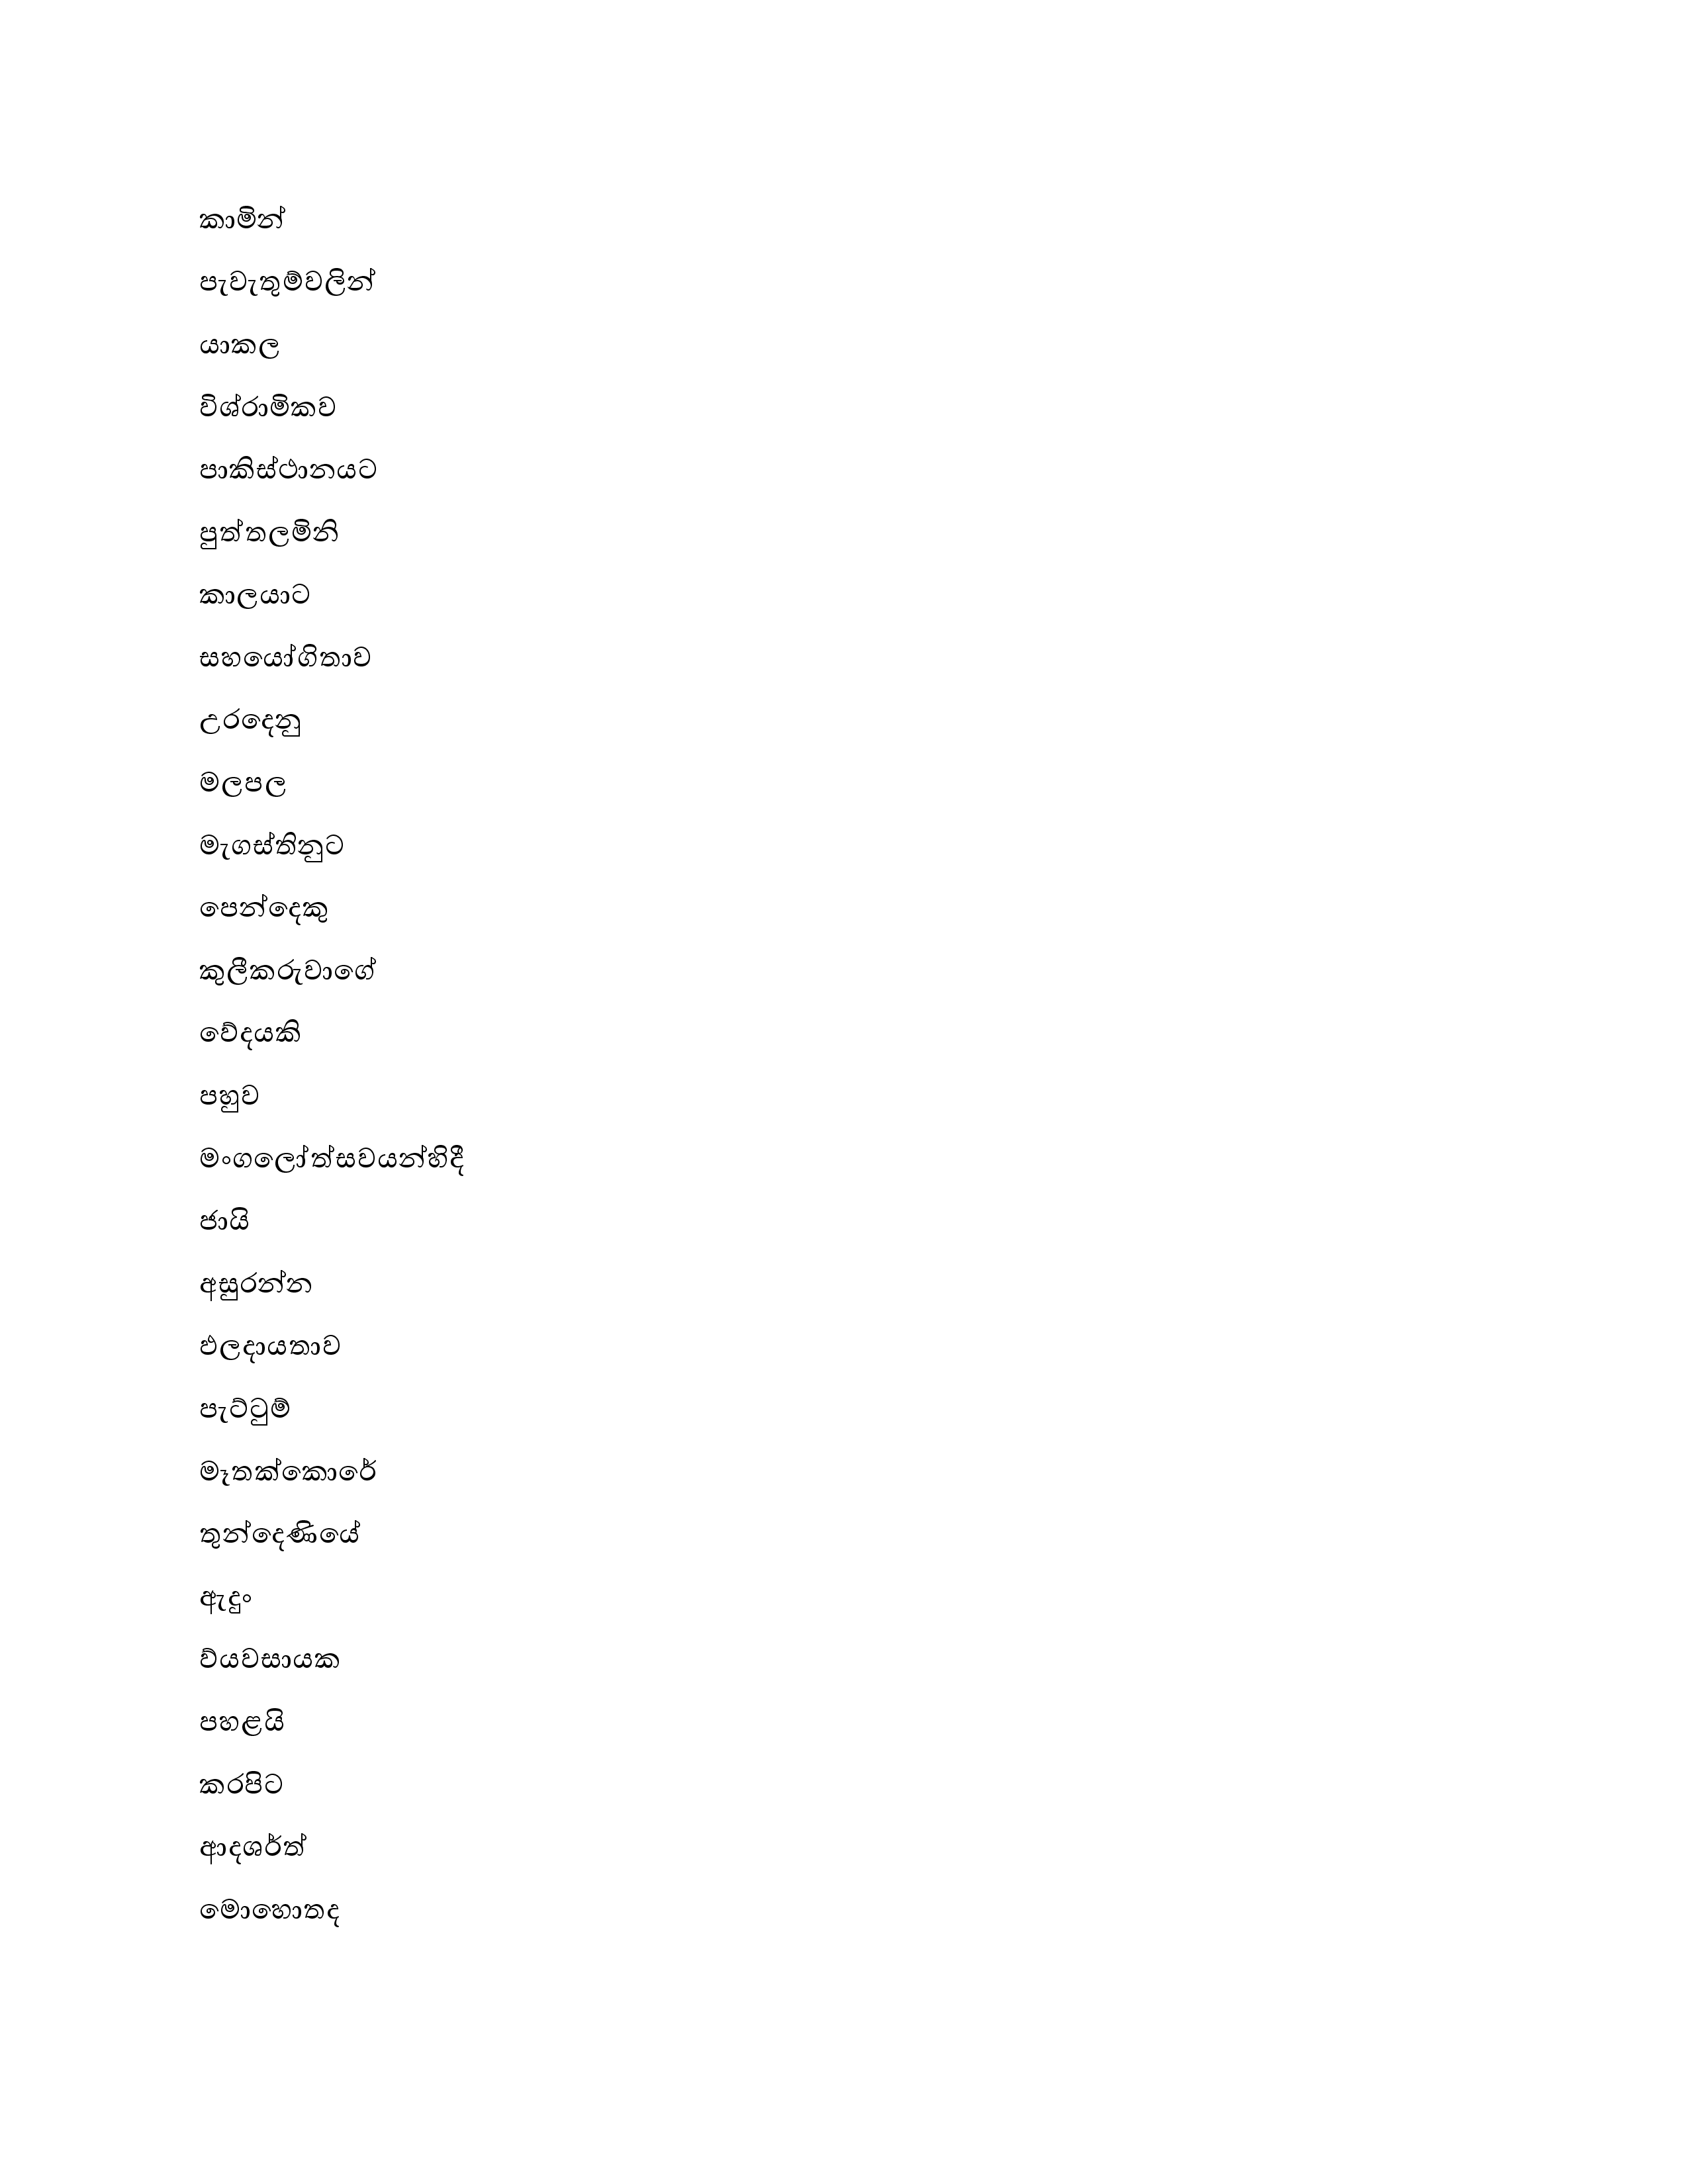 කාමින්
පැවැතුම්වලින්
යාකල
විශ්රාමිකව
පාකිස්ථානයට
පුත්තලමිනි
කාලයාට
සහයෝගිතාව
උරදෙනු
මලපල
මැගස්තිනුට
පෙන්දෙකු
කුලීකරුවාගේ
වේදයකි
පහුව
මංගලෝත්සවයන්හිදී
ජායි
අසුරන්න
ඵලදායතාව
පැට්ටුම්
මෑතක්කොරේ
තුන්දෙණියේ
ඇදුං
ව්යවසායක
පහළයි
කරපිට
ආදශර්ත්
මොහොතද